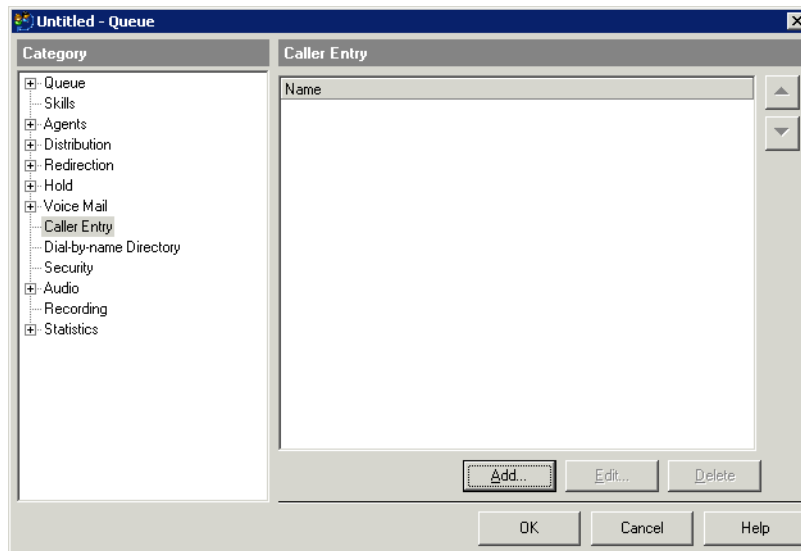 Untitled - Queue
Category
Queue
Skills
Agents
Distribution
Redirection
Hold
Voice Mail
Caller Entry
Dial-by-name Directory
Security
Audio
Recording
Statistics
Caller Entry
Name
Add...
Edit...
Delete
OK
Cancel
Help